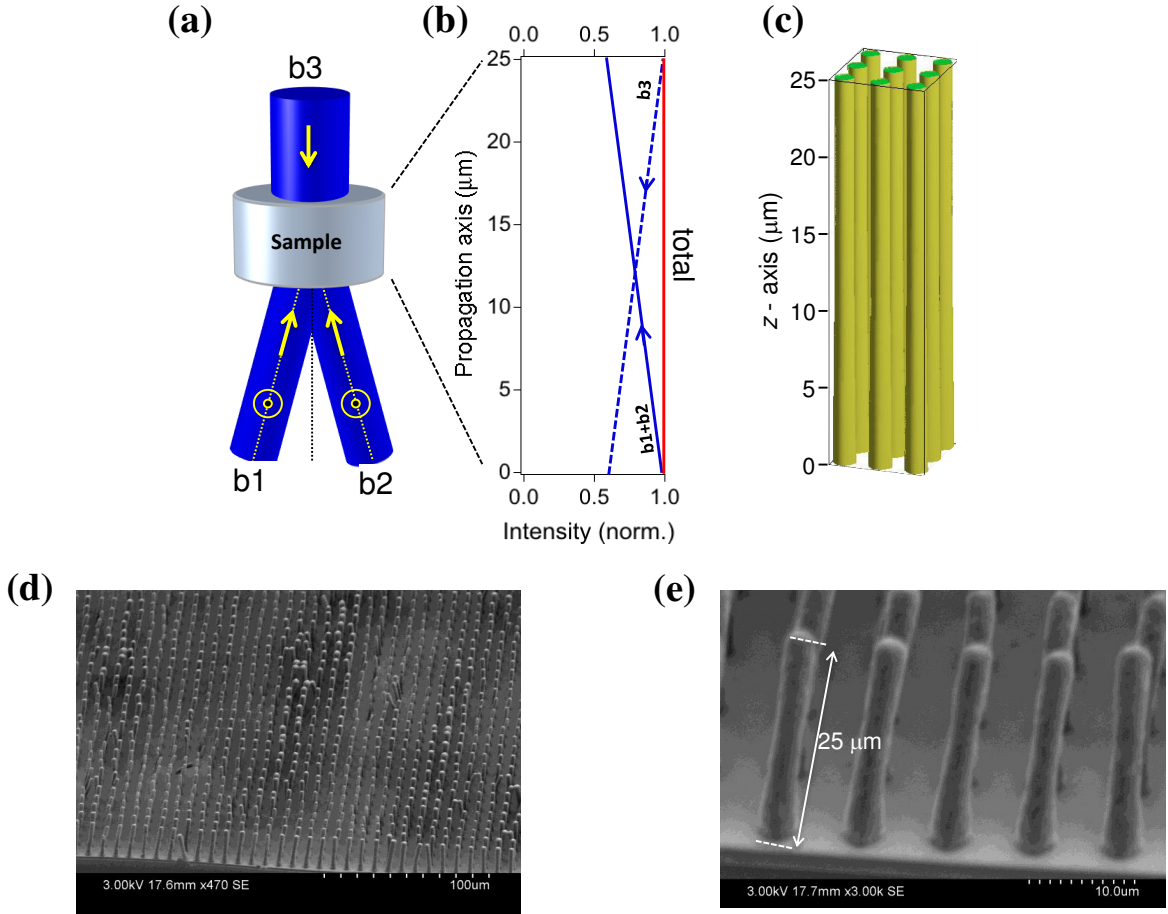 (a)
b3
Sample
b1
b2
(b)
0.0 0.5 1.0
25
20
15
10
5
0
Propagation axis (μm)
b3
b1+b2
total
0.0 0.5 1.0
Intensity (norm.)
(c)
25
20
15
10
5
0
z - axis (μm)
(d)
3.00kV 17.6mm x470 SE
100um
(e)
25 μm
3.00kV 17.7mm x3.00k SE
10.0um